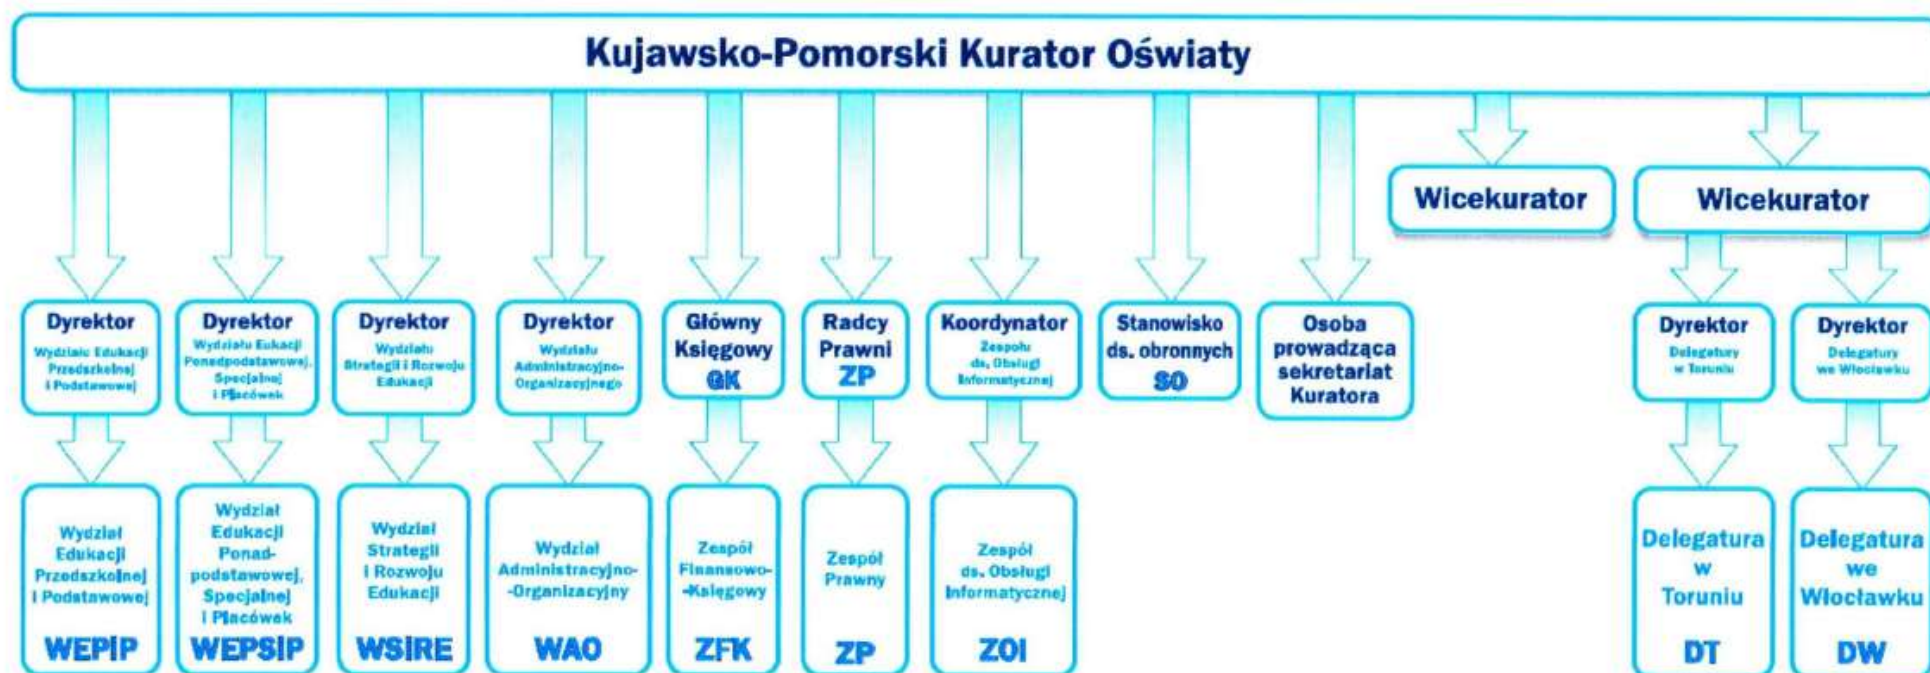 Kujawsko-Pomorski Kurator Oświaty
Wicekurator
Wicekurator
Dyrektor
Wydziału Edukacji
Przedszkolnej
i Podstawowej
Dyrektor
Wydziału Eukacji
Ponadpodstawowej,
Specjalnej
i Placówek
Dyrektor
Wydziału
Strategii i Rozwoju
Edukacji
Dyrektor
Wydziału
Administracyjno-
Organizacyjnego
Główny
Księgowy
GK
Radcy
Prawni
ZP
Koordynator
Zespołu
ds. Obsługi
Informatycznej
Stanowisko
ds. obronnych
SO
Osoba
prowadząca
sekretariat
Kuratora
Dyrektor
Delegatury
w Toruniu
Dyrektor
Delegatury
we Włocławku
Wydział
Edukacji
Przedszkolnej
i Podstawowej
WEPiP
Wydział
Edukacji
Ponad-
podstawowej,
Specjalnej
i Placówek
WEPSiP
Wydział
Strategii
i Rozwoju
Edukacji
WSiRE
Wydział
Administracyjno-
-Organizacyjny
WAO
Zespół
Finansowo-
-Księgowy
ZFK
Zespół
Prawny
ZP
Zespół
ds. Obsługi
Informatycznej
ZOI
Delegatura
w
Toruniu
DT
Delegatura
we
Włocławku
DW